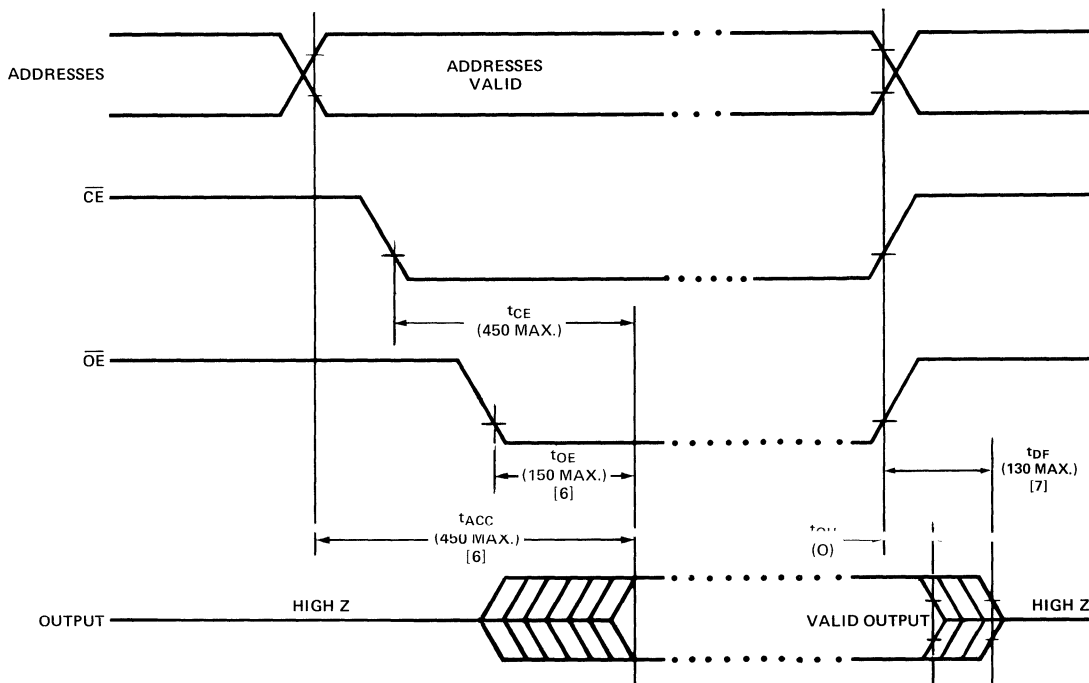 ADDRESSES
ADDRESSES
VALID
CE
tCE
(450 MAX.)
OE
tOE
(150 MAX.)
[6]
tDF
(130 MAX.)
[7]
tACC
(450 MAX.)
[6]
(O)
OUTPUT
HIGH Z
VALID OUTPUT
HIGH Z